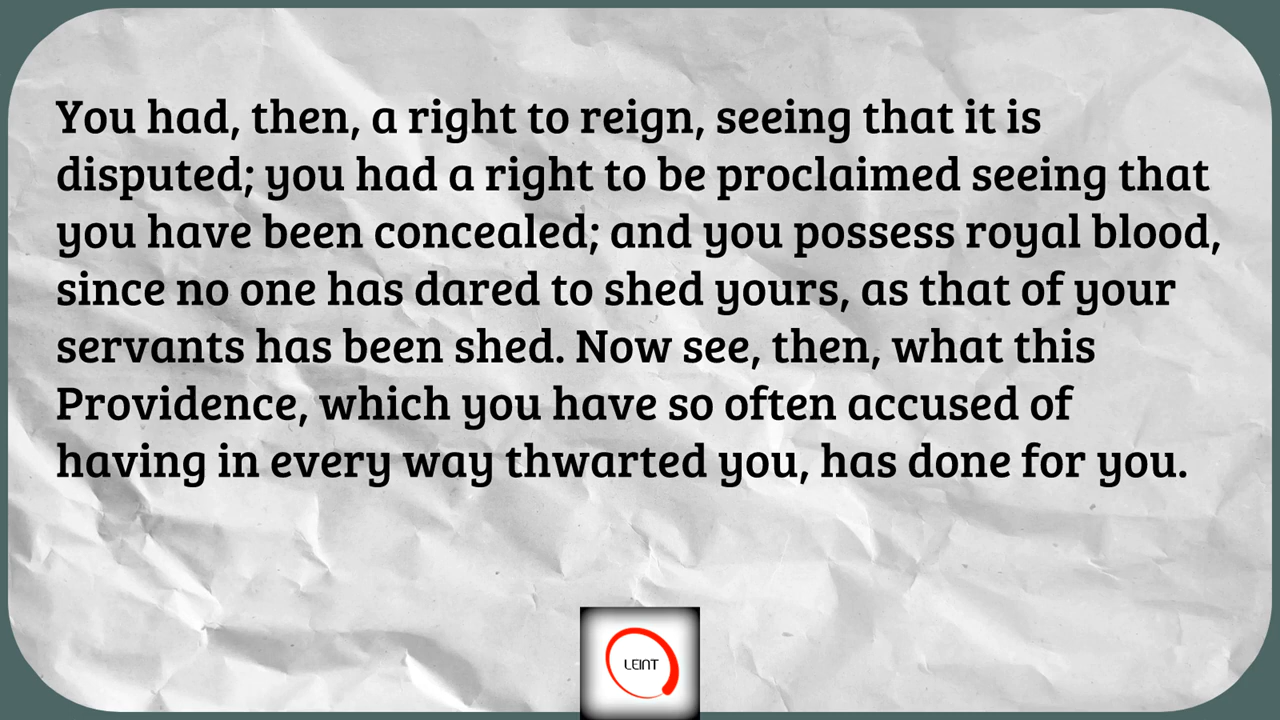 You had, then, a right to reign, seeing that it is
disputed; you had a right to be proclaimed seeing that
you have been concealed; and you possess royal blood,
since no one has dared to shed yours, as that of your
servants has been shed. Now see, then, what this
Providence, which you have so often accused of
having in every way thwarted you, has done for you.
LEINT